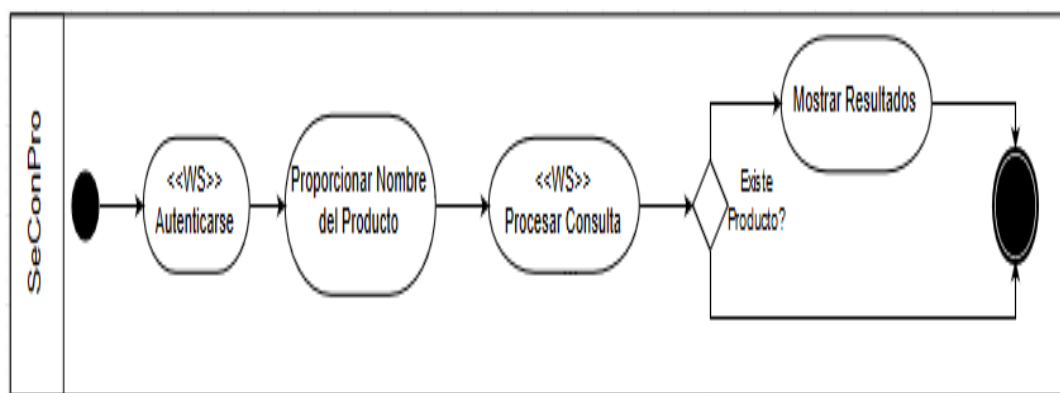 SeConPro
<<WS>>
Autenticarse
Proporcionar Nombre
del Producto
<<WS>>
Procesar Consulta
Existe
Producto?
Mostrar Resultados